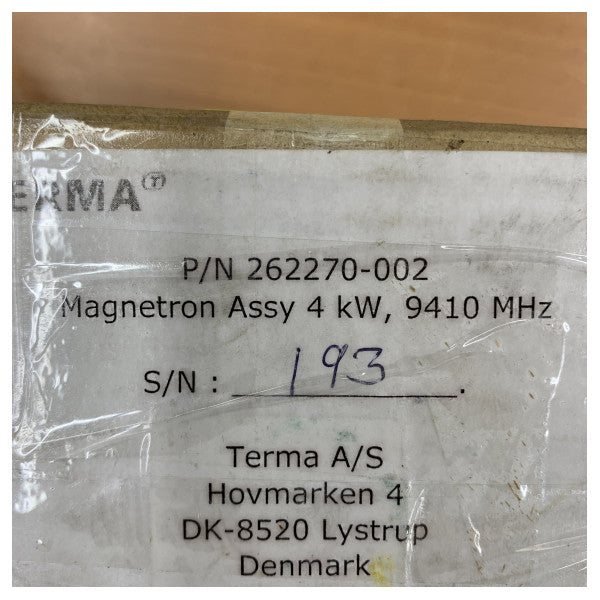 ERMA
P/N 262270-002
Magnetron Assy 4 kW, 9410 MHz
S/N : 193.
Terma A/S
Hovmarken 4
DK-8520 Lystrup
Denmark